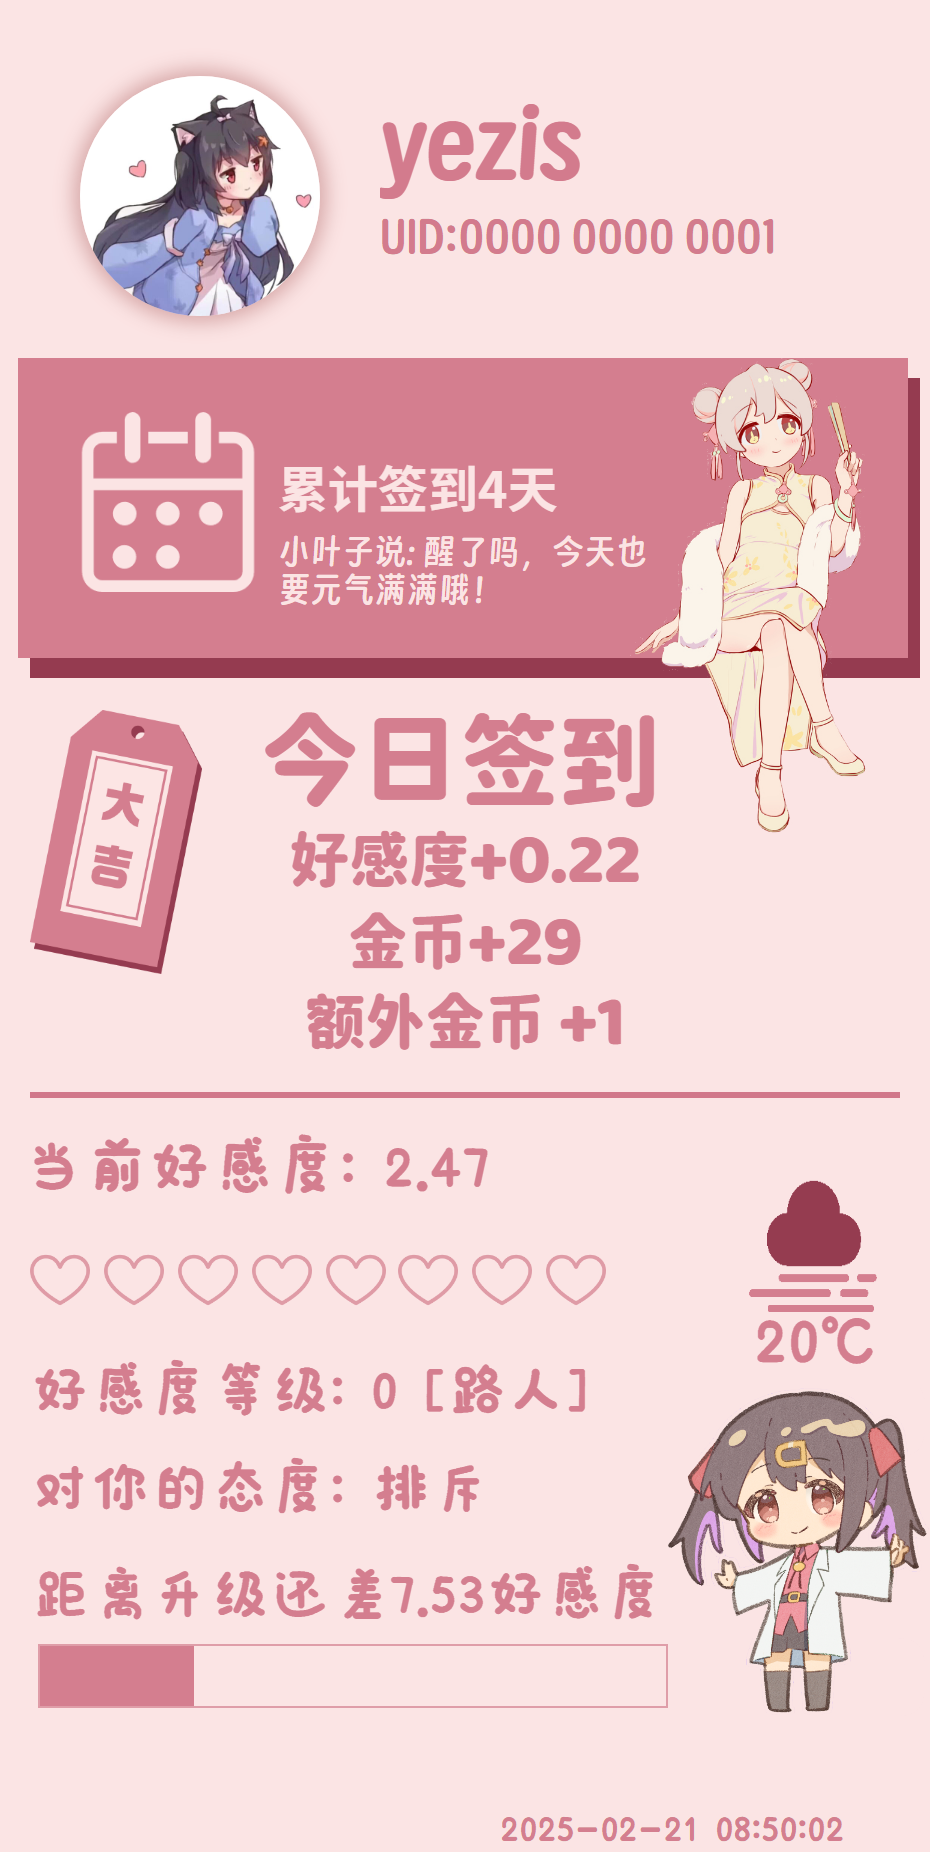 yezis
UID:0000 0000 0001
累计签到4天
小叶子说: 醒了吗，今天也
要元气满满哦！
大
吉
今日签到
好感度+0.22
金币+29
额外金币 +1
当前好感度：2.47
20℃
好感度等级：0 [路人]
对你的态度：排斥
距离升级还差7.53好感度
2025-02-21 08:50:02